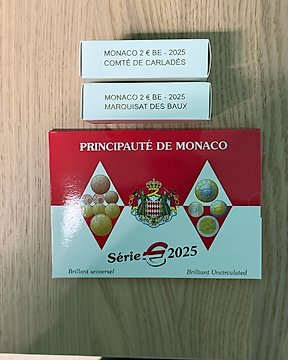 MONACO 2 € BE - 2025
COMTÉ DE CARLADÈS
MONACO 2 € BE - 2025
MARQUISAT DES BAUX
PRINCIPAUTÉ DE MONACO
Série € 2025
Brillant universel
Brilliant Uncirculated